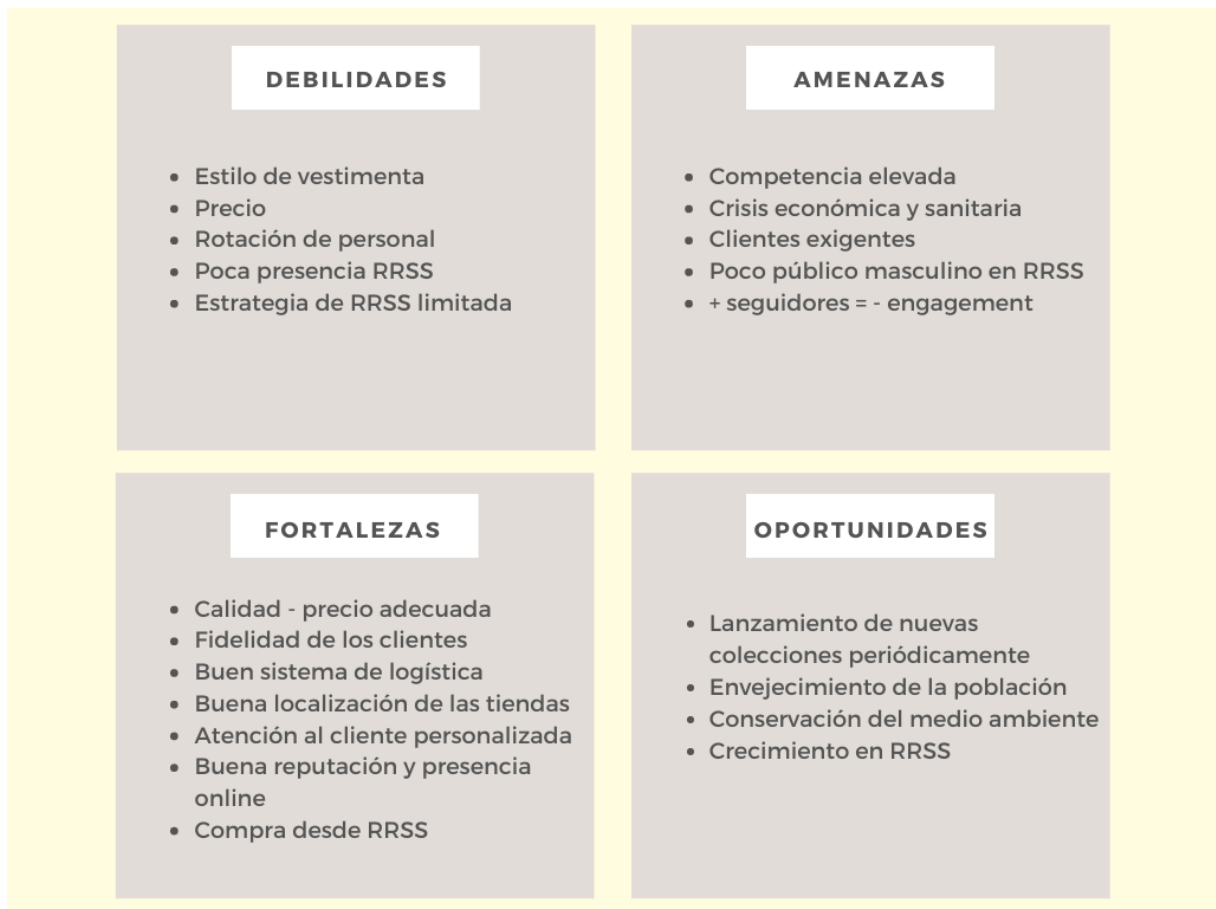 DEBILIDADES
• Estilo de vestimenta
• Precio
• Rotación de personal
• Poca presencia RRSS
• Estrategia de RRSS limitada
AMENAZAS
• Competencia elevada
• Crisis económica y sanitaria
• Clientes exigentes
• Poco público masculino en RRSS
• + seguidores = - engagement
FORTALEZAS
• Calidad - precio adecuada
• Fidelidad de los clientes
• Buen sistema de logística
• Buena localización de las tiendas
• Atención al cliente personalizada
• Buena reputación y presencia
online
• Compra desde RRSS
OPORTUNIDADES
• Lanzamiento de nuevas
colecciones periódicamente
• Envejecimiento de la población
• Conservación del medio ambiente
• Crecimiento en RRSS